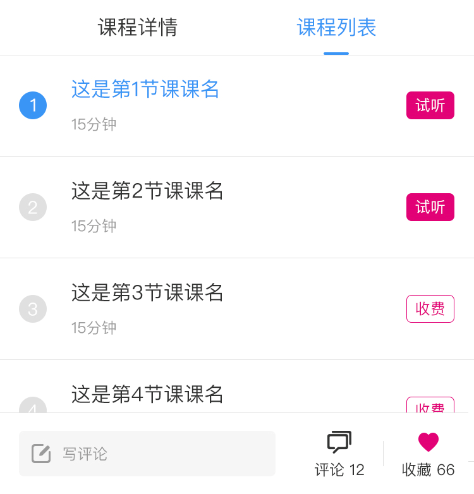 课程详情 课程列表
1 这是第1节课课名 试听
15分钟
2 这是第2节课课名 试听
15分钟
3 这是第3节课课名 收费
15分钟
4 这是第4节课课名 收费
写评论 评论 12 收藏 66